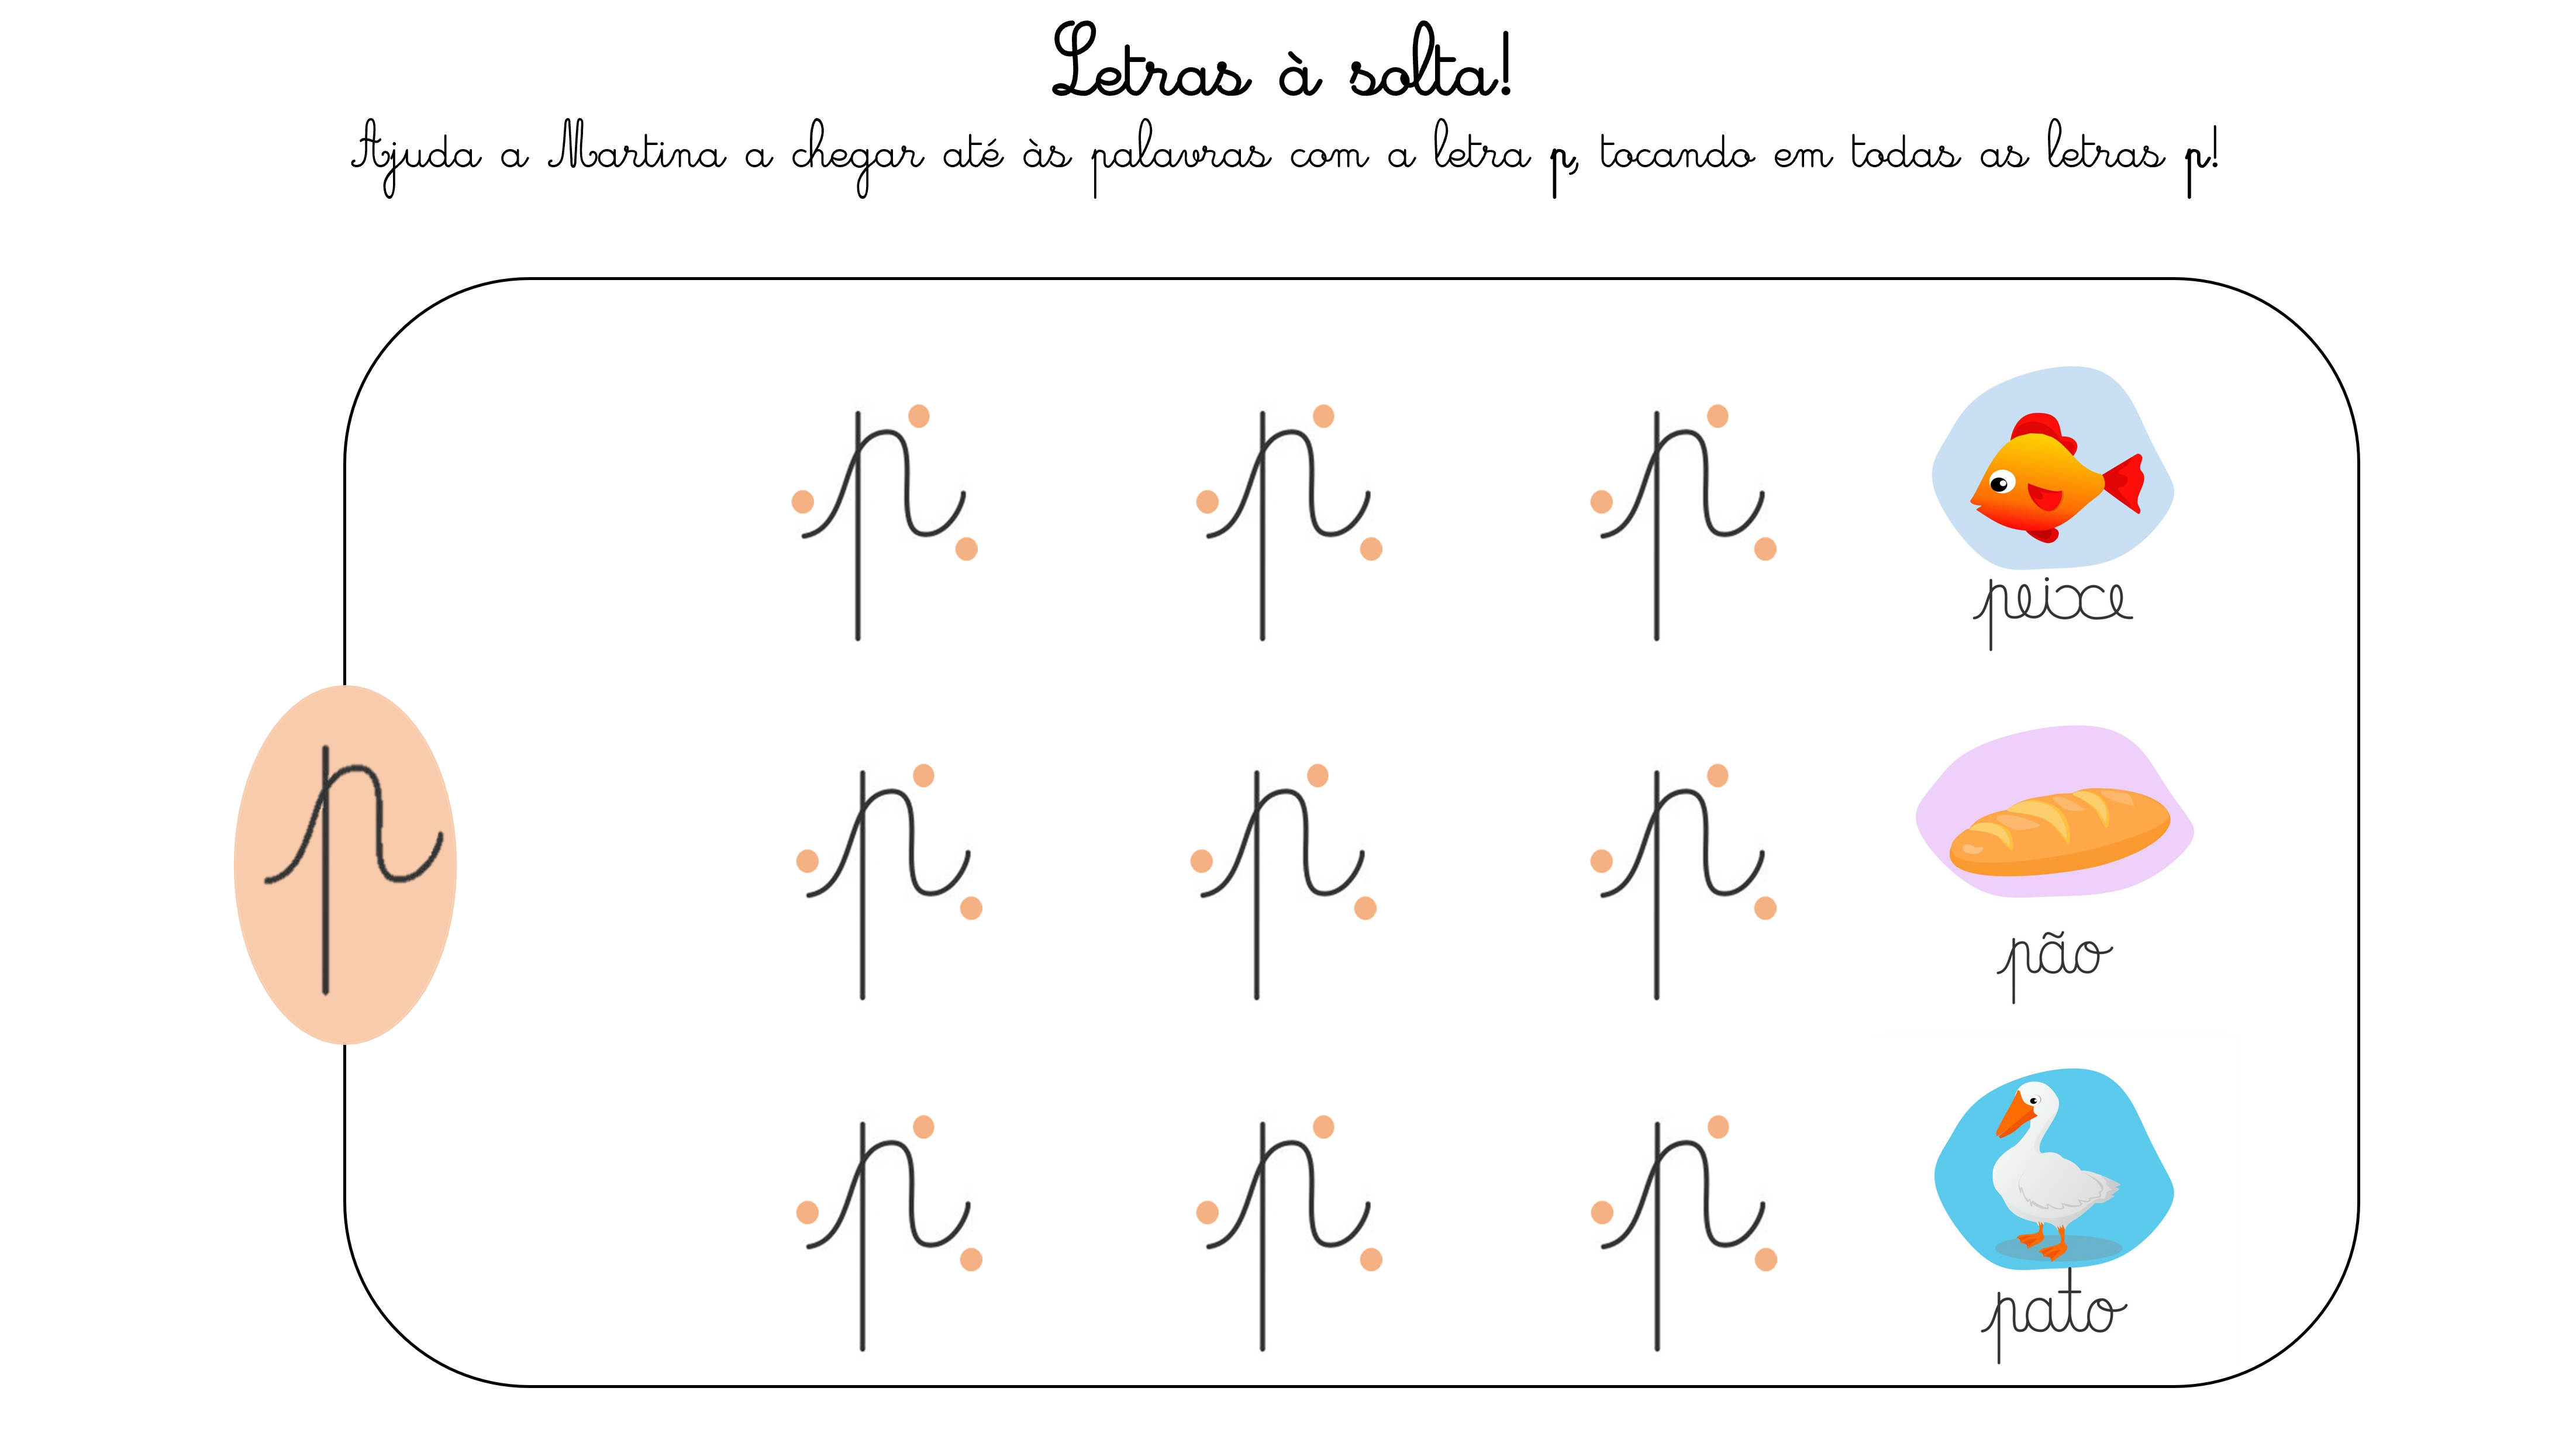 Letras à solta!
Ajuda a Martina a chegar até às palavras com a letra p, tocando em todas as letras p!
p p p peixe
p
p p p pão
p p p pato